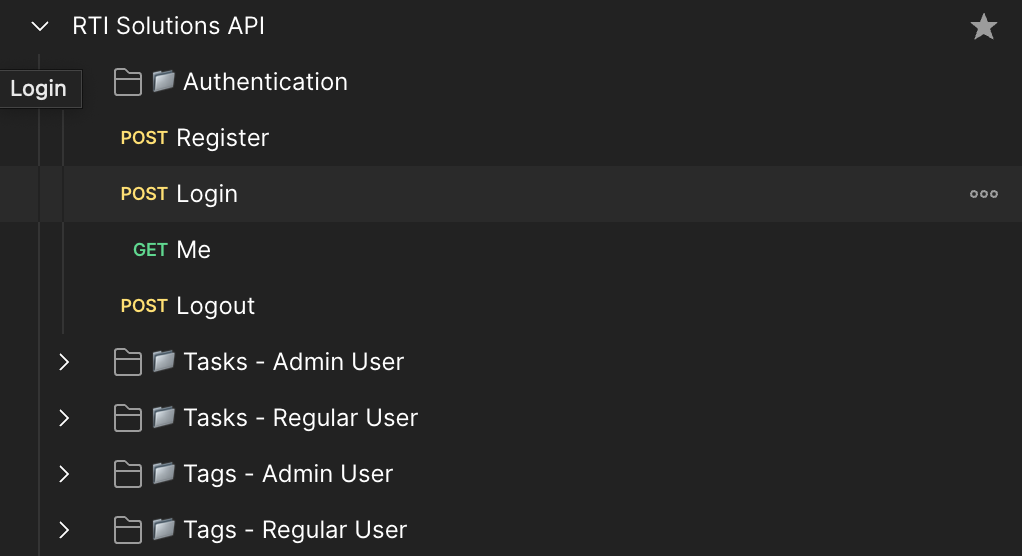 RTI Solutions API
Authentication
Login
POST Register
POST Login
GET Me
POST Logout
Tasks - Admin User
Tasks - Regular User
Tags - Admin User
Tags - Regular User